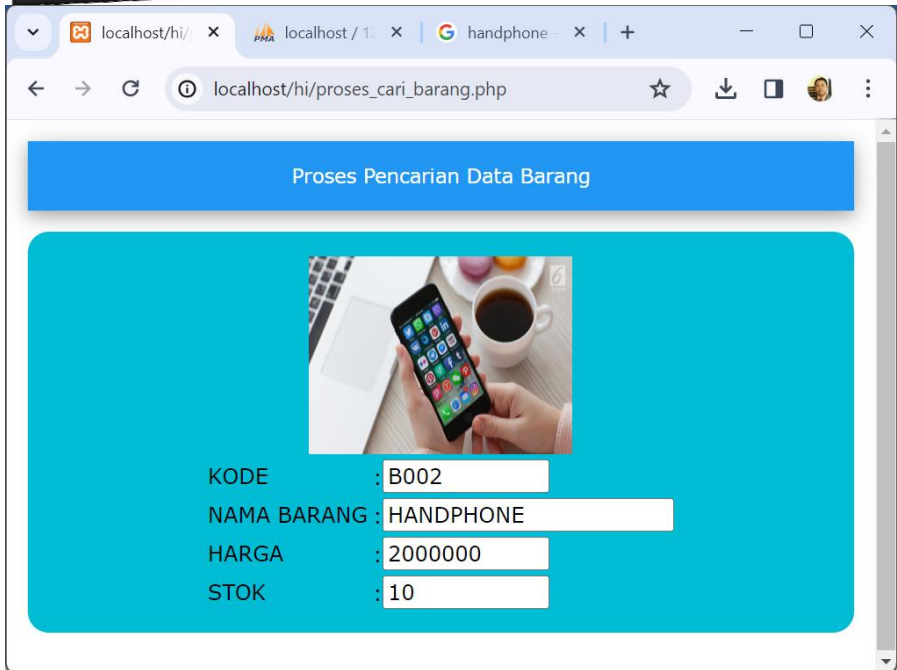 localhost/hi/
localhost / 12
handphone -
localhost/hi/proses_cari_barang.php
Proses Pencarian Data Barang
KODE : B002
NAMA BARANG : HANDPHONE
HARGA : 2000000
STOK : 10